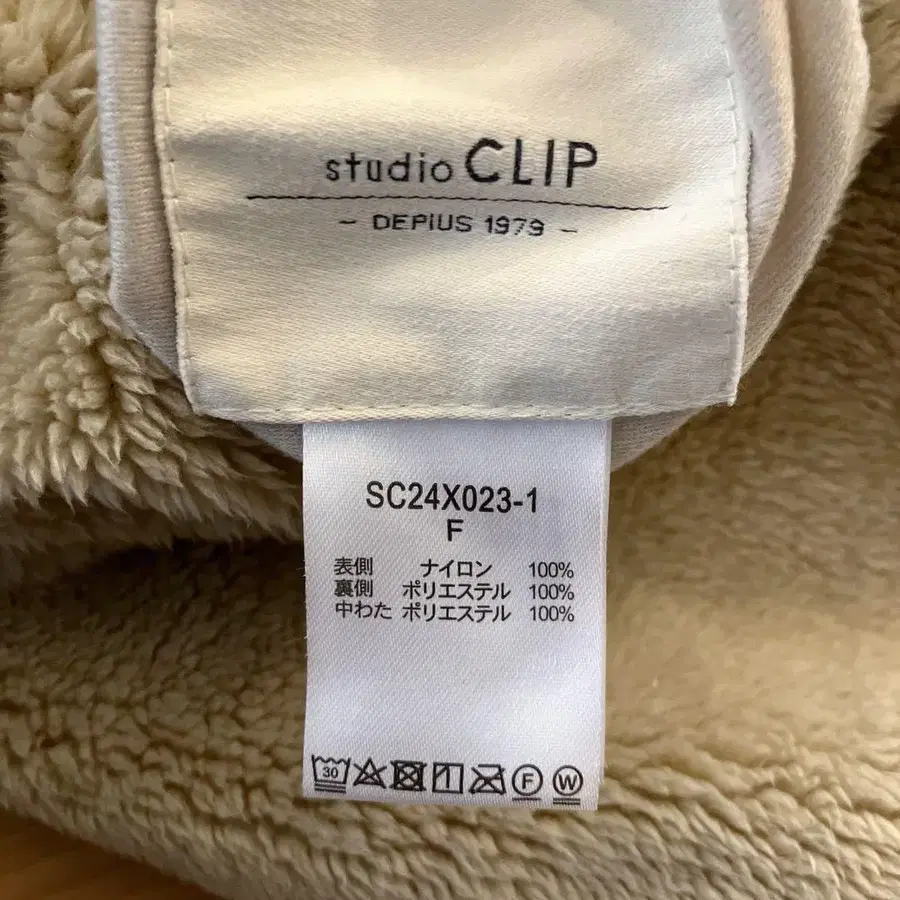 studio CLIP
- DEPIUS 1979 -
SC24X023-1
F
表側 ナイロン 100%
裏側 ポリエステル 100%
中わた ポリエステル 100%
30 F W